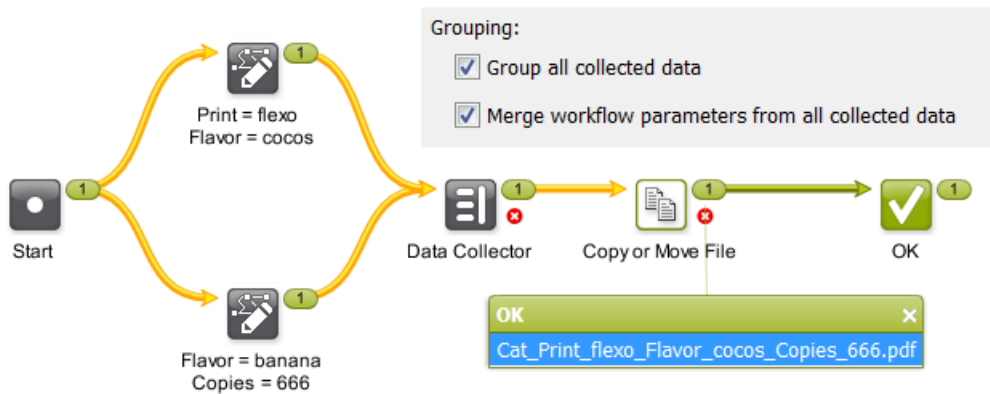 Grouping:
Group all collected data
Merge workflow parameters from all collected data
1
Print = flexo
Flavor = cocos
1
Start
1
Data Collector
1
Copy or Move File
1
OK
1
Flavor = banana
Copies = 666
OK
Cat_Print_flexo_Flavor_cocos_Copies_666.pdf